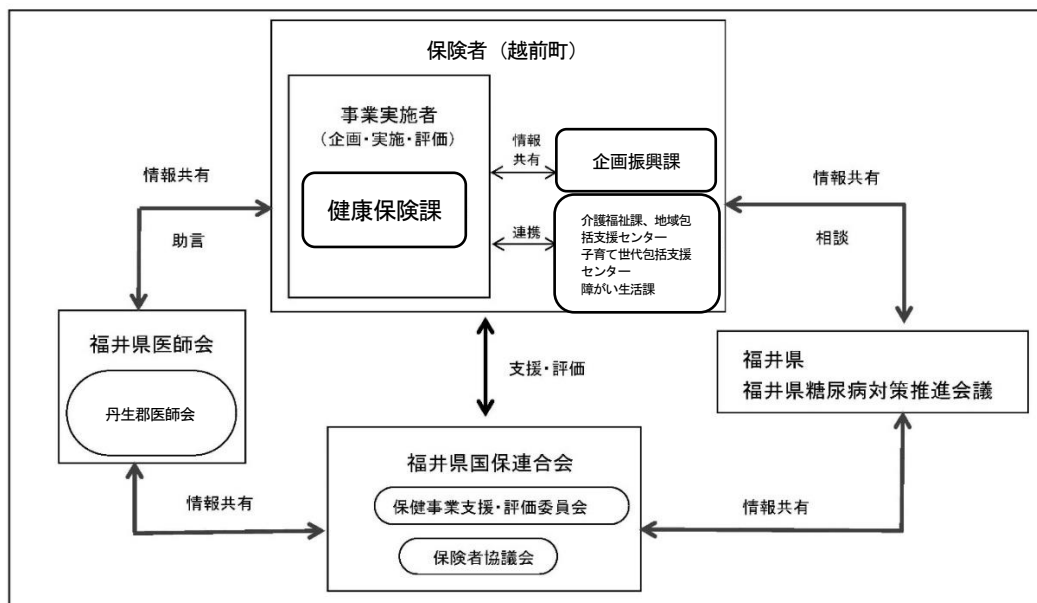 保険者（越前町）
事業実施者
（企画・実施・評価）
健康保険課
情報
共有
企画振興課
連携
介護福祉課、地域包
括支援センター
子育て世代包括支援
センター
障がい生活課
情報共有
助言
情報共有
相談
福井県医師会
丹生郡医師会
支援・評価
福井県
福井県糖尿病対策推進会議
福井県国保連合会
保健事業支援・評価委員会
保険者協議会
情報共有
情報共有